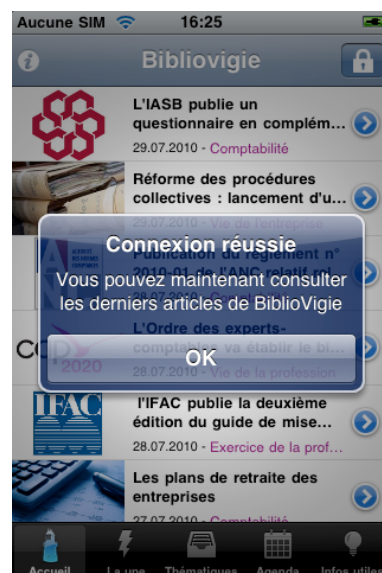 Aucune SIM 16:25
Bibliovigie
L'IASB publie un
questionnaire en complém...
29.07.2010 - Comptabilité
Réforme des procédures
collectives : lancement d'u...
29.07.2010 - Vie de l'entreprise
Connexion réussie
Publication du règlement n°
2010-01 de l'ANC relatif
Vous pouvez maintenant consulter
les derniers articles de BiblioVigie
L'Ordre des experts-
comptables va établir le bi...
2020
OK
28.07.2010 - Vie de la profession
IFAC
l'IFAC publie la deuxième
édition du guide de mise...
28.07.2010 - Exercice de la prof...
Les plans de retraite des
entreprises
27.07.2010 - Comptabilité
Accueil La une Thématiques Agenda Infos utiles